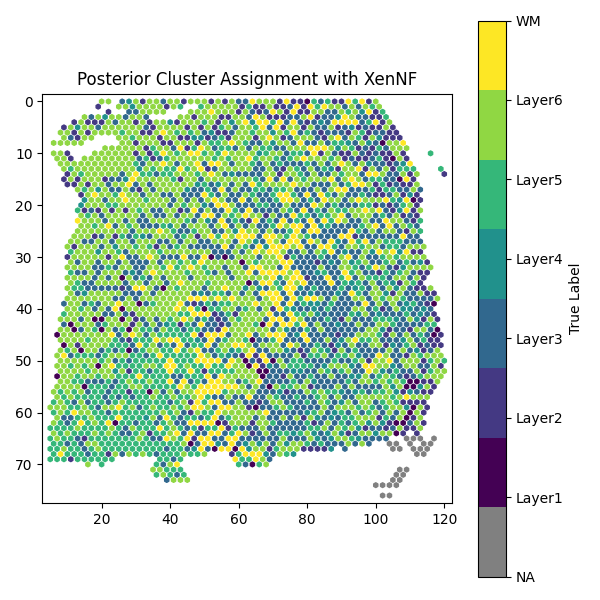 Posterior Cluster Assignment with XenNF
0
10
20
30
40
50
60
70
20
40
60
80
100
120
WM
Layer6
Layer5
Layer4
Layer3
Layer2
Layer1
NA
True Label